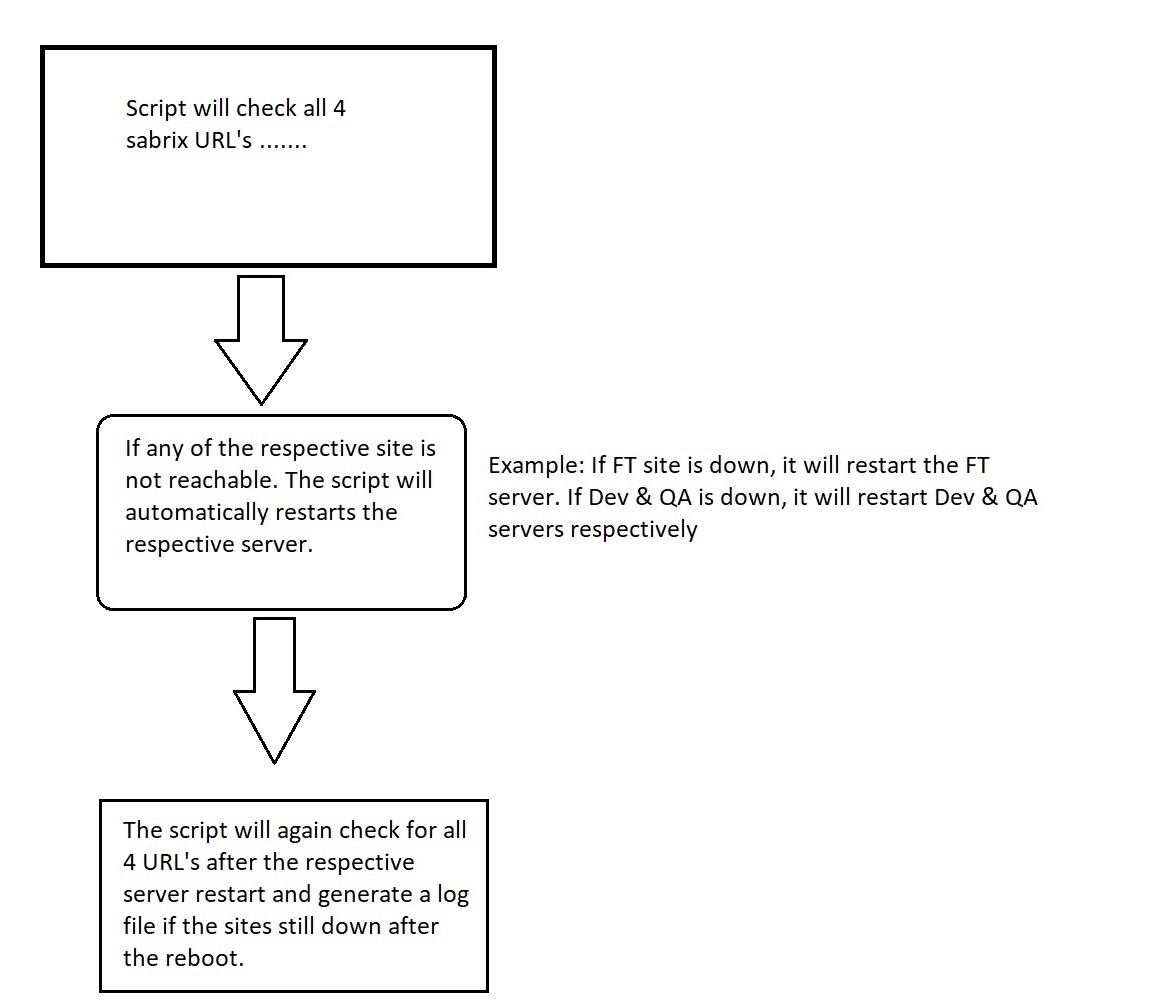 Script will check all 4
sabrix URL's .......
If any of the respective site is
not reachable. The script will
automatically restarts the
respective server.
Example: If FT site is down, it will restart the FT
server. If Dev & QA is down, it will restart Dev & QA
servers respectively
The script will again check for all
4 URL's after the respective
server restart and generate a log
file if the sites still down after
the reboot.